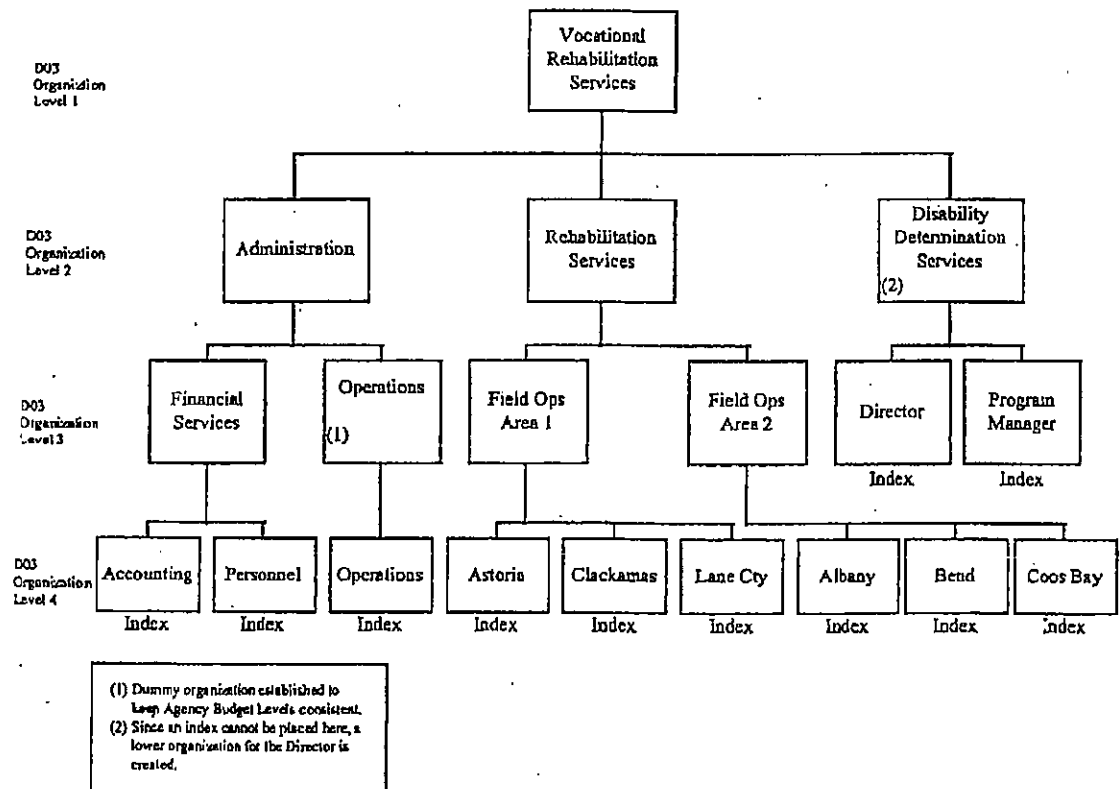 Vocational
Rehabilitation
Services
D03
Organization
Level 1
D03
Organization
Level 2
Administration
Rehabilitation
Services
Disability
Determination
Services
(2)
D03
Organization
Level 3
Financial
Services
Operations
(1)
Field Ops
Area 1
Field Ops
Area 2
Director
Program
Manager
Index
Index
D03
Organization
Level 4
Accounting
Personnel
Operations
Astoria
Clackamas
Lane Cty
Albany
Bend
Coos Bay
Index
Index
Index
Index
Index
Index
Index
Index
Index
(1) Dummy organization established to
keep Agency Budget Levels consistent.
(2) Since an index cannot be placed here, a
lower organization for the Director is
created.